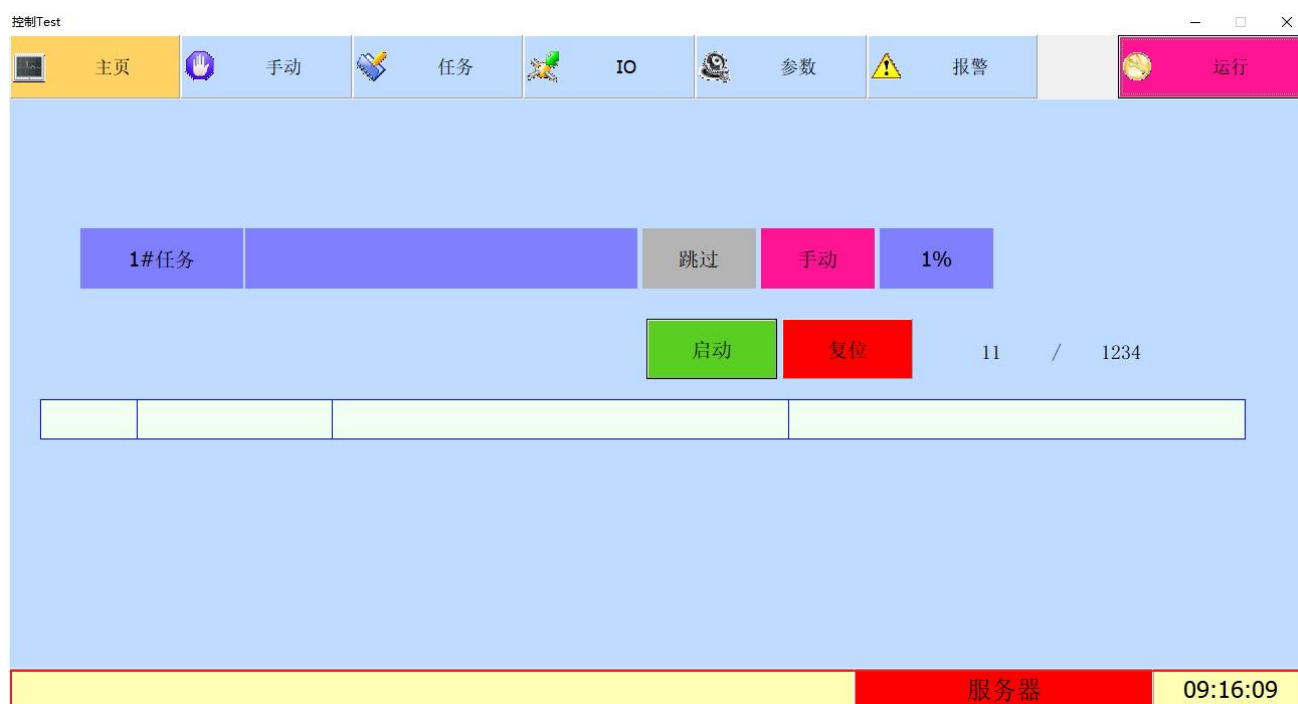 控制Test
主页 手动 任务 IO 参数 报警 运行
1#任务 跳过 手动 1%
启动 复位 11 / 1234
服务器 09:16:09